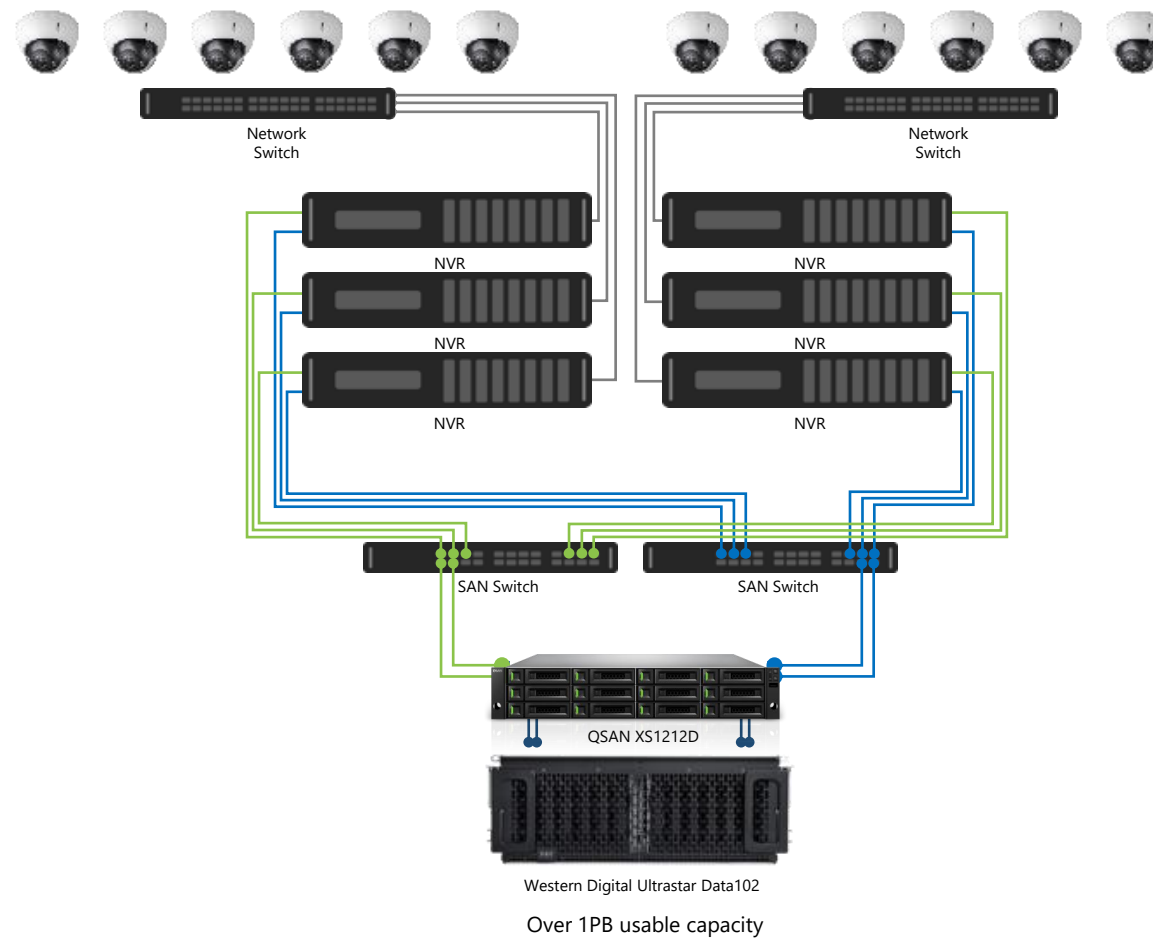 Network
Switch
Network
Switch
NVR
NVR
NVR
NVR
NVR
NVR
SAN Switch
SAN Switch
QSAN XS1212D
Western Digital Ultrastar Data102
Over 1PB usable capacity